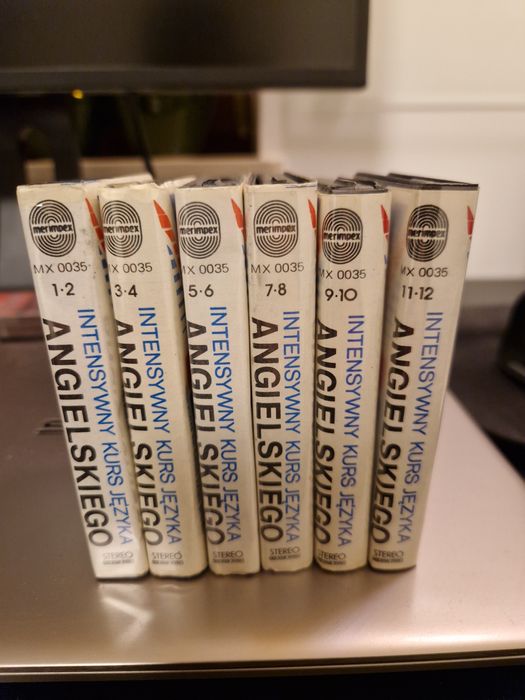 merimpex
MX 0035
1-2
INTENSYWNY KURS JĘZYKA
ANGIELSKIEGO
STEREO
merimpex
MX 0035
3-4
INTENSYWNY KURS JĘZYKA
ANGIELSKIEGO
STEREO
merimpex
MX 0035
5-6
INTENSYWNY KURS JĘZYKA
ANGIELSKIEGO
STEREO
merimpex
MX 0035
7-8
INTENSYWNY KURS JĘZYKA
ANGIELSKIEGO
STEREO
merimpex
MX 0035
9-10
INTENSYWNY KURS JĘZYKA
ANGIELSKIEGO
STEREO
merimpex
MX 0035
11-12
INTENSYWNY KURS JĘZYKA
ANGIELSKIEGO
STEREO